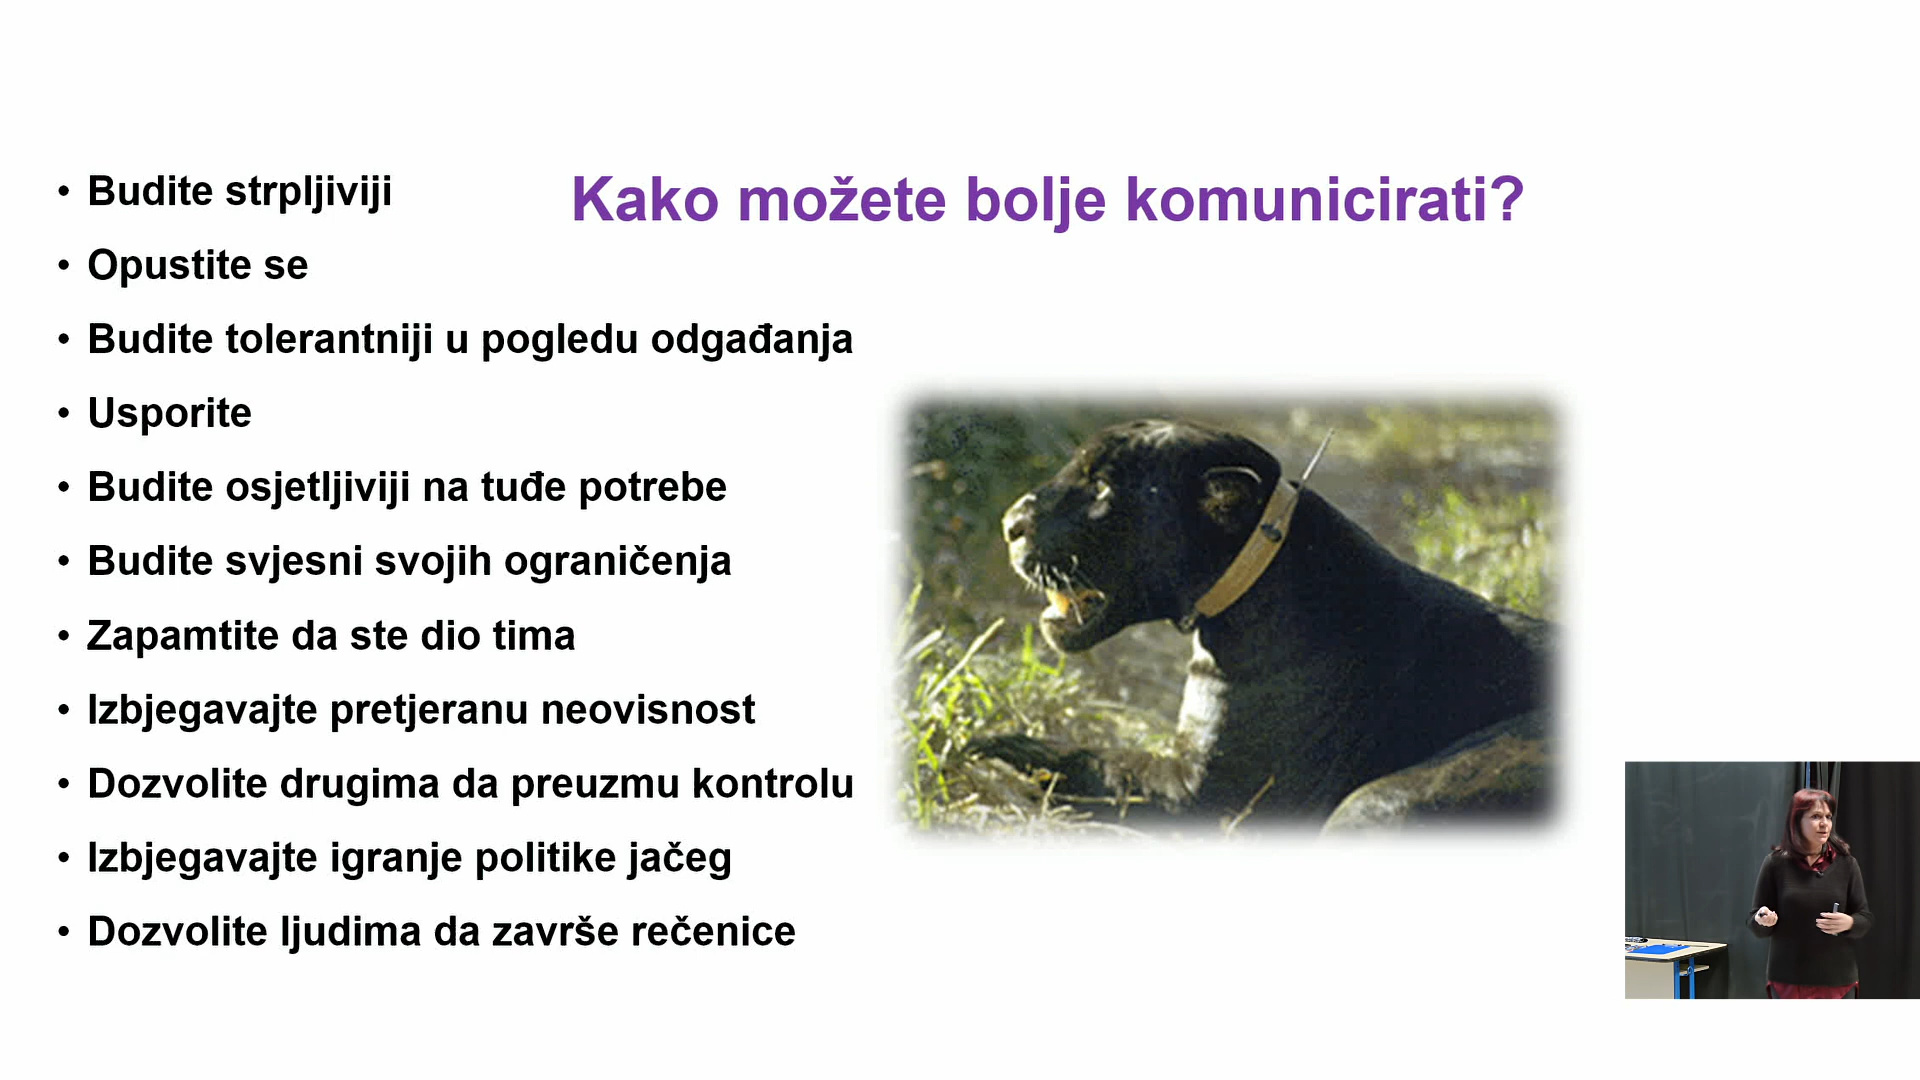 Kako možete bolje komunicirati?
• Budite strpljiviji
• Opustite se
• Budite tolerantniji u pogledu odgađanja
• Usporite
• Budite osjetljiviji na tuđe potrebe
• Budite svjesni svojih ograničenja
• Zapamtite da ste dio tima
• Izbjegavajte pretjeranu neovisnost
• Dozvolite drugima da preuzmu kontrolu
• Izbjegavajte igranje politike jačeg
• Dozvolite ljudima da završe rečenice